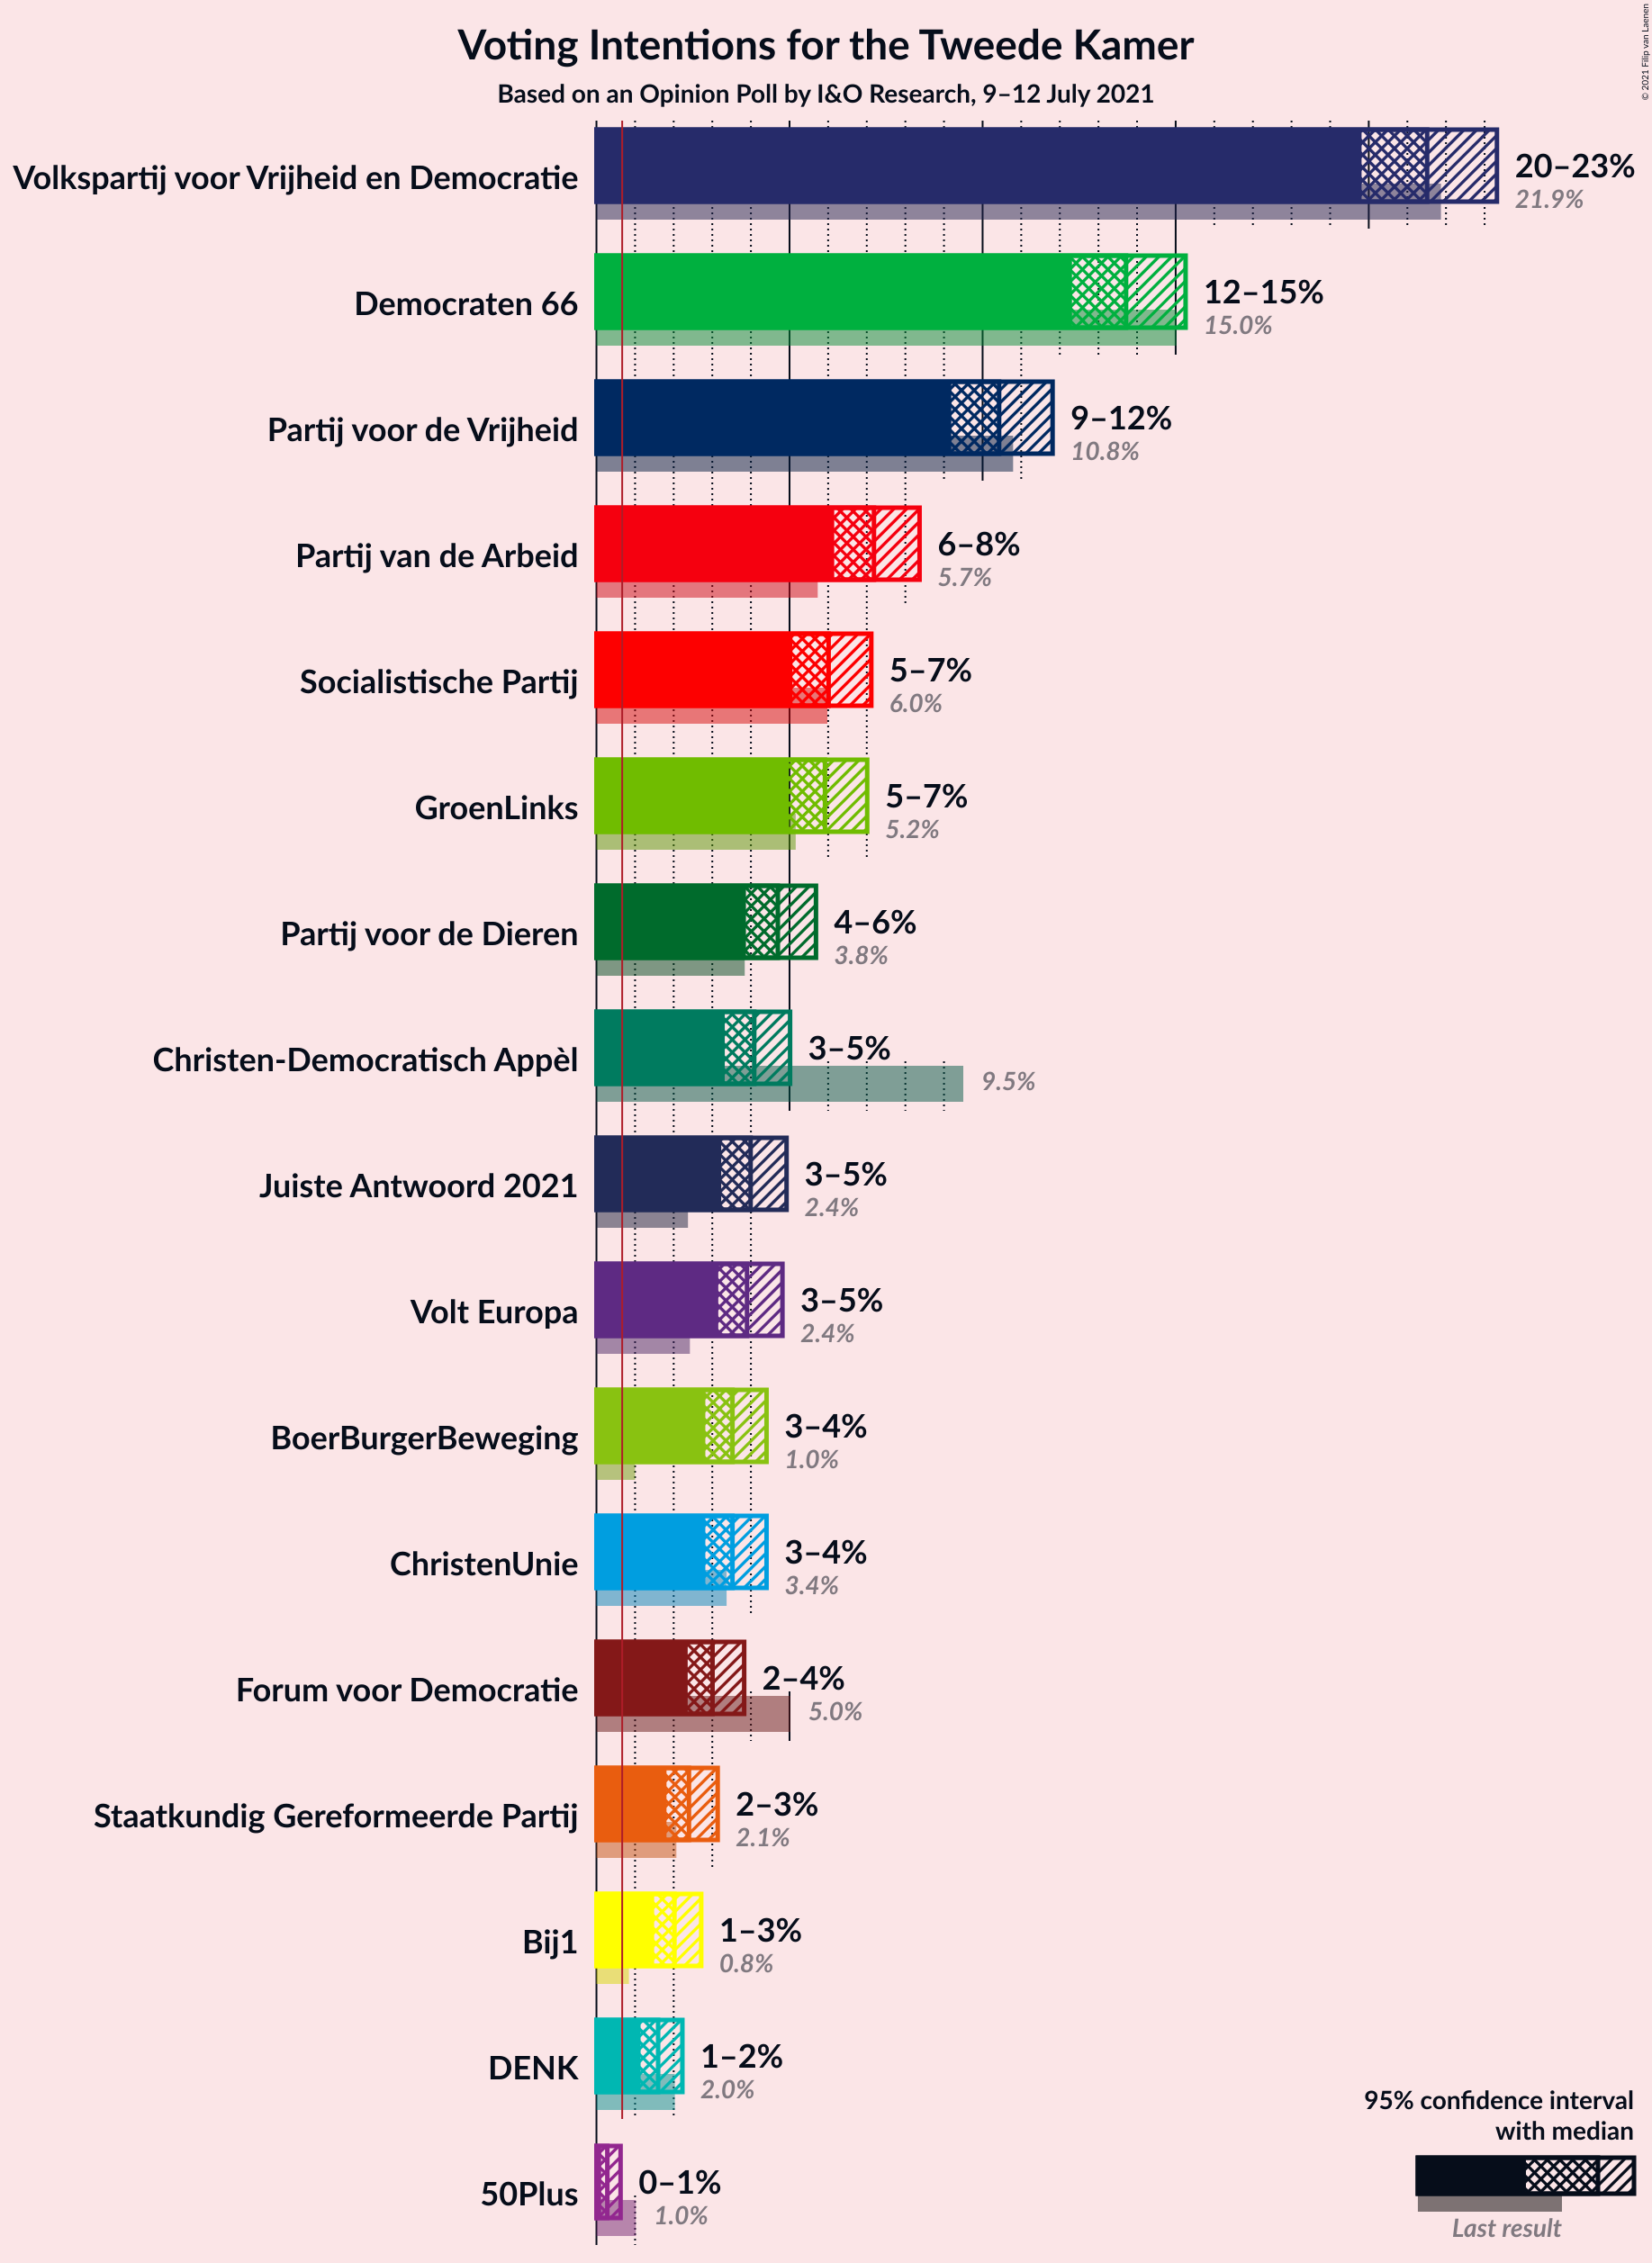 Voting Intentions for the Tweede Kamer
Based on an Opinion Poll by I&O Research, 9–12 July 2021
© 2021 Filip van Laenen
Volkspartij voor Vrijheid en Democratie
20–23%
21.9%
Democraten 66
12–15%
15.0%
Partij voor de Vrijheid
9–12%
10.8%
Partij van de Arbeid
6–8%
5.7%
Socialistische Partij
5–7%
6.0%
GroenLinks
5–7%
5.2%
Partij voor de Dieren
4–6%
3.8%
Christen-Democratisch Appèl
3–5%
9.5%
Juiste Antwoord 2021
3–5%
2.4%
Volt Europa
3–5%
2.4%
BoerBurgerBeweging
3–4%
1.0%
ChristenUnie
3–4%
3.4%
Forum voor Democratie
2–4%
5.0%
Staatkundig Gereformeerde Partij
2–3%
2.1%
Bij1
1–3%
0.8%
DENK
1–2%
2.0%
50Plus
0–1%
1.0%
95% confidence interval
with median
Last result